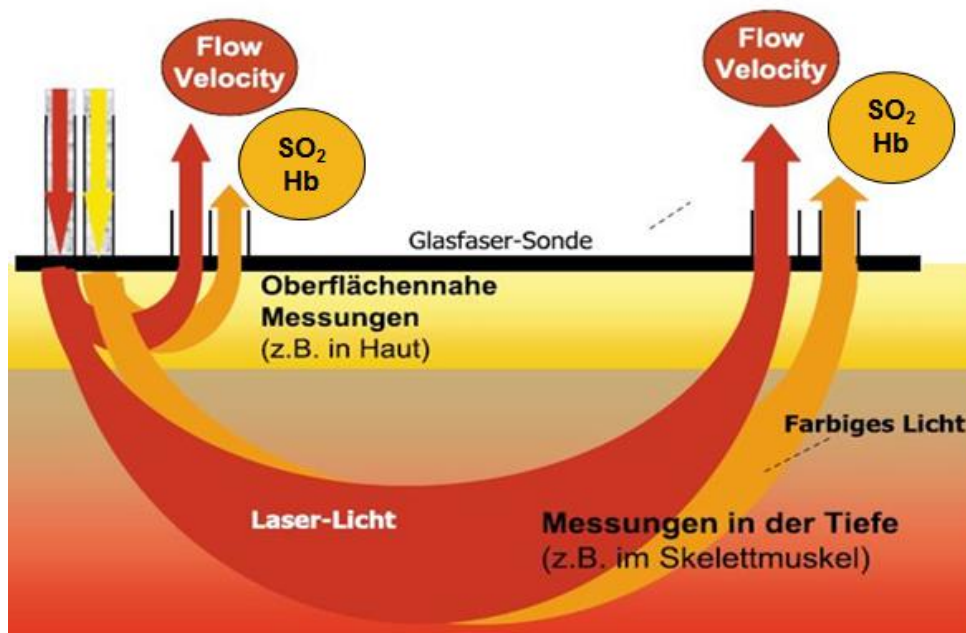 Flow
Velocity
SO₂
Hb
Flow
Velocity
SO₂
Hb
Glasfaser-Sonde
Oberflächennahe
Messungen
(z.B. in Haut)
Farbiges Licht
Laser-Licht
Messungen in der Tiefe
(z.B. im Skelettmuskel)